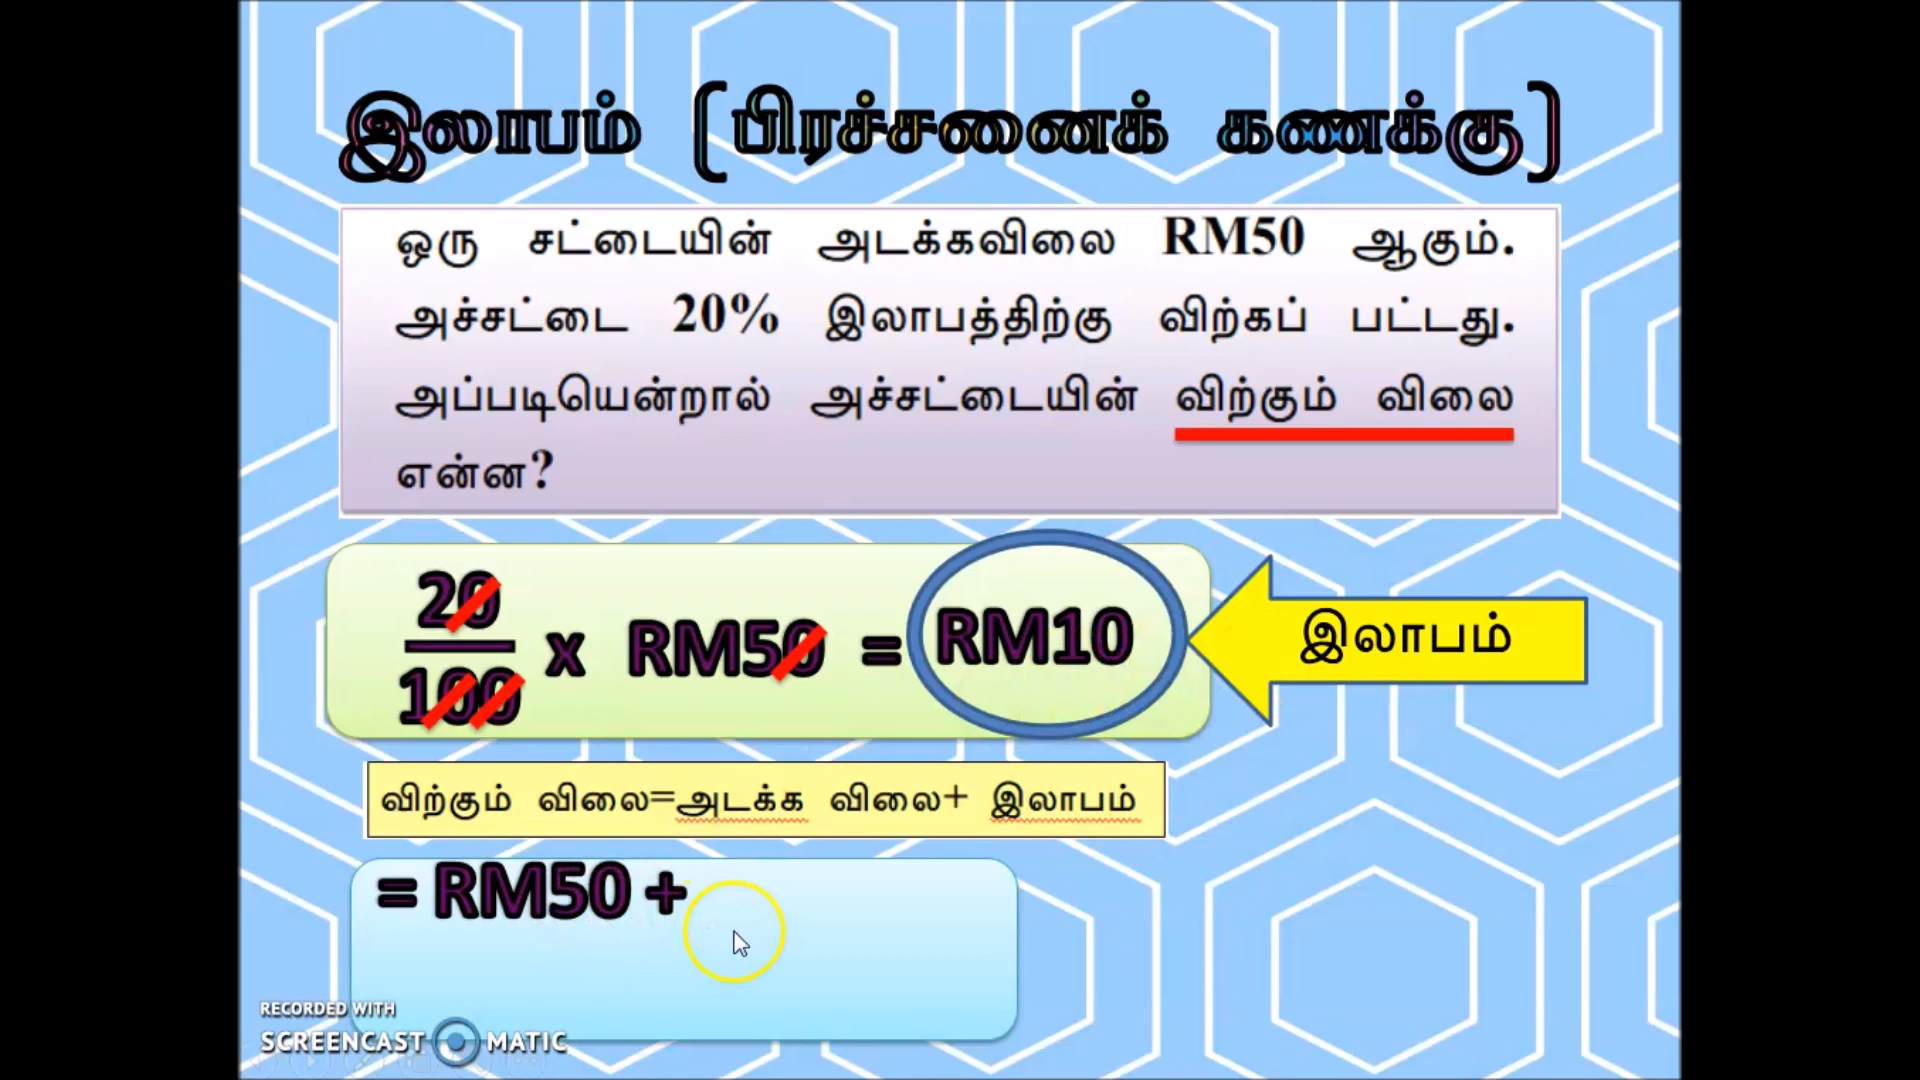 இலாபம் (பிரச்சணைக் கணக்கு)
ஒரு சட்டையின் அடக்கவிலை RM50 ஆகும்.
அச்சட்டை 20% இலாபத்திற்கு விற்கப் பட்டது.
அப்படியென்றால் அச்சட்டையின் விற்கும் விலை
என்ன?
20
100
x RM50 = RM10
இலாபம்
விற்கும் விலை=அடக்க விலை+ இலாபம்
= RM50 +
RECORDED WITH
SCREENCAST MATIC